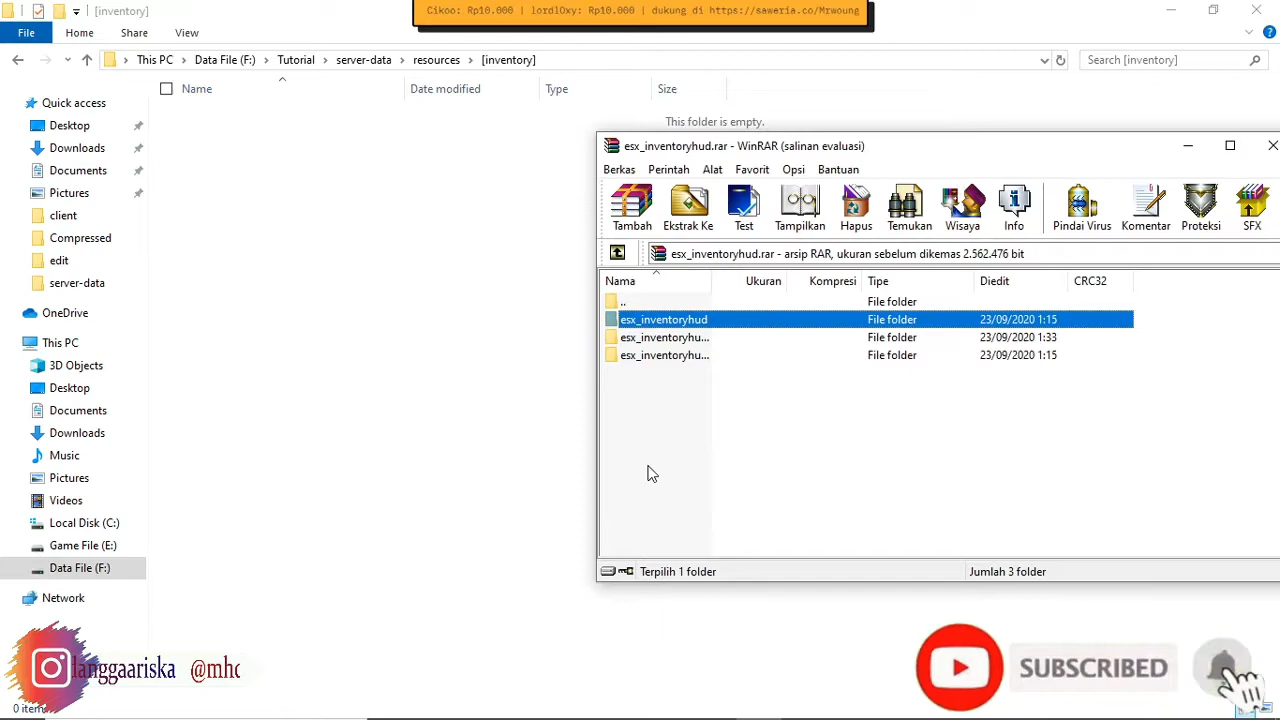 [inventory]
Cikoo: Rp10.000 | lordlOxy: Rp10.000 | dukung di https://saweria.co/Mrwoung
File Home Share View
This PC Data File (F:) Tutorial server-data resources [inventory]
Search [inventory]
Name Date modified Type Size
This folder is empty.
Quick access
Desktop
Downloads
Documents
Pictures
client
Compressed
edit
server-data
OneDrive
This PC
3D Objects
Desktop
Documents
Downloads
Music
Pictures
Videos
Local Disk (C:)
Game File (E:)
Data File (F:)
Network
esx_inventoryhud.rar - WinRAR (salinan evaluasi)
Berkas Perintah Alat Favorit Opsi Bantuan
Tambah Ekstrak Ke Test Tampilkan Hapus Temukan Wisaya Info Pindai Virus Komentar Proteksi SFX
esx_inventoryhud.rar - arsip RAR, ukuran sebelum dikemas 2.562.476 bit
Nama Ukuran Kompresi Tipe Diedit CRC32
.. File folder
esx_inventoryhud File folder 23/09/2020 1:15
esx_inventoryhu... File folder 23/09/2020 1:33
esx_inventoryhu... File folder 23/09/2020 1:15
Terpilih 1 folder Jumlah 3 folder
langgaariska @mhc
SUBSCRIBED
0 items